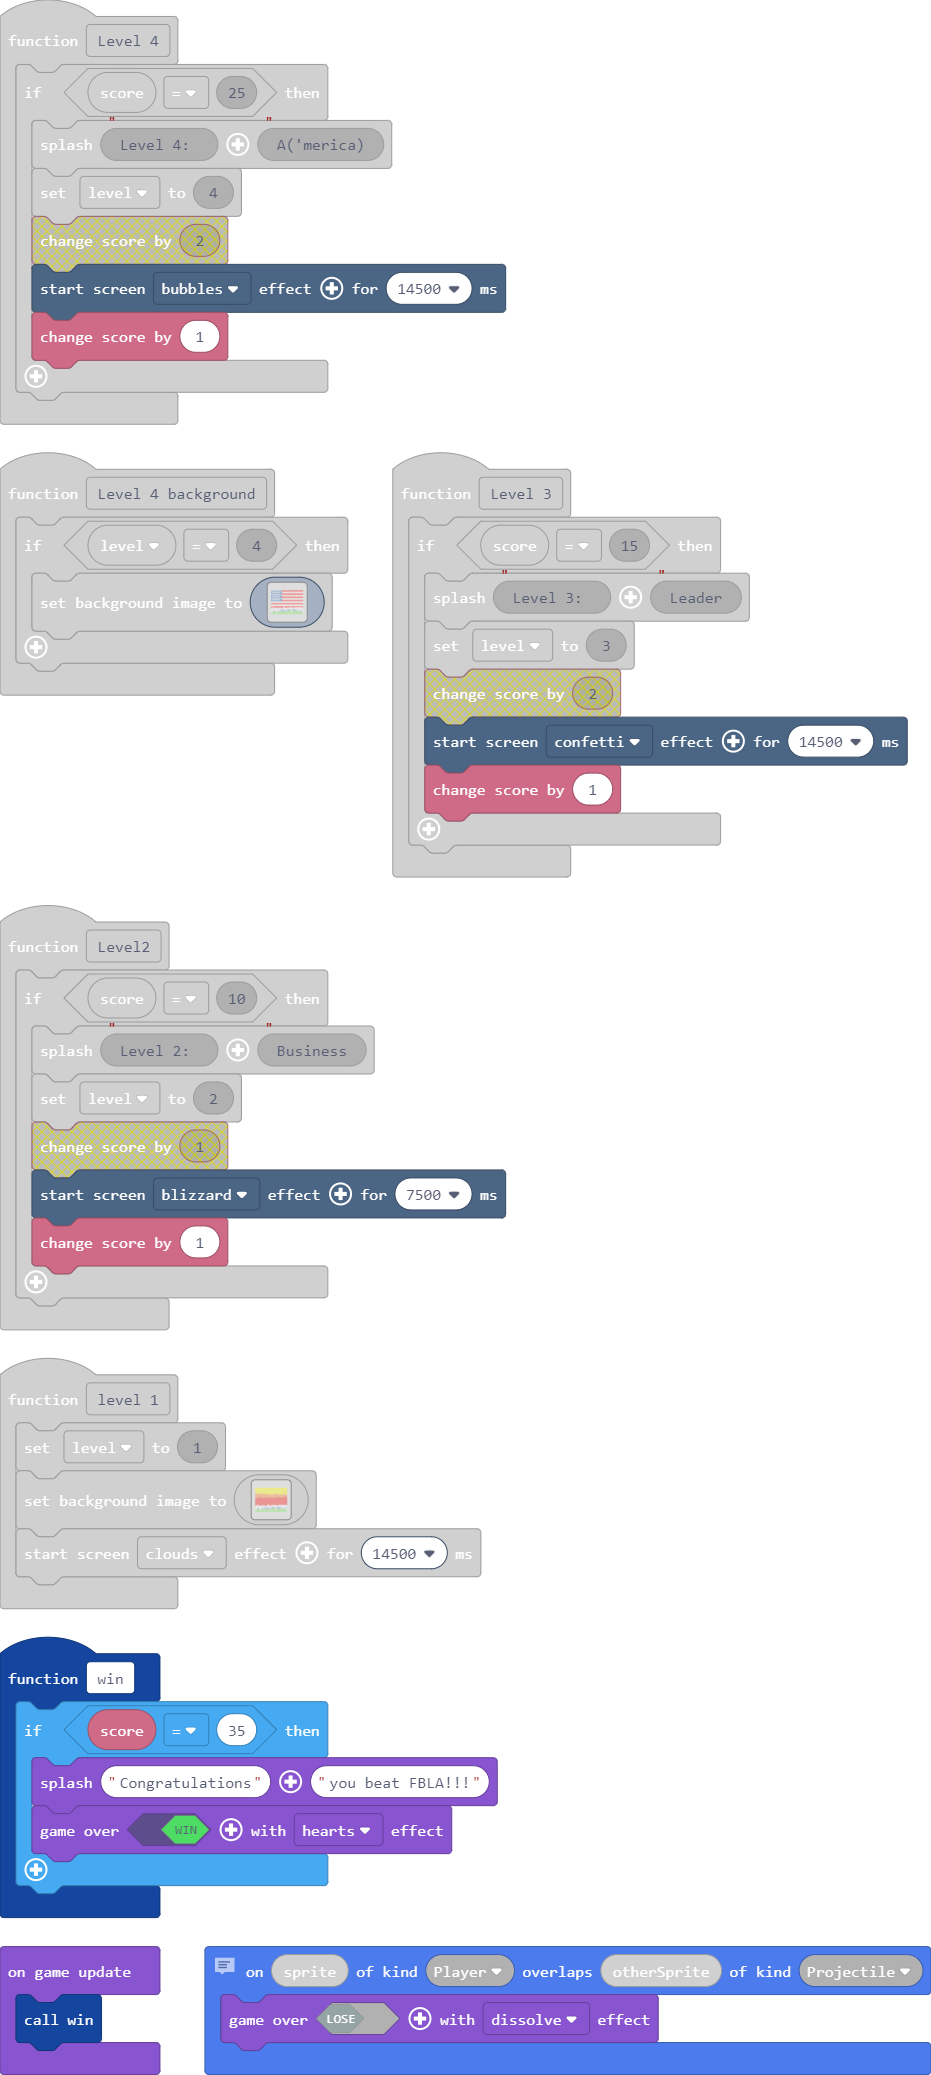 function Level 4
if score = 25 then
splash " Level 4: " A('merica)
set level to 4
change score by 2
start screen bubbles effect for 14500 ms
change score by 1
function Level 4 background
if level = 4 then
set background image to
function Level 3
if score = 15 then
splash " Level 3: " Leader
set level to 3
change score by 2
start screen confetti effect for 14500 ms
change score by 1
function Level2
if score = 10 then
splash " Level 2: " Business
set level to 2
change score by 1
start screen blizzard effect for 7500 ms
change score by 1
function level 1
set level to 1
set background image to
start screen clouds effect for 14500 ms
function win
if score = 35 then
splash "Congratulations" "you beat FBLA!!!"
game over WIN with hearts effect
on game update
call win
on sprite of kind Player overlaps otherSprite of kind Projectile
game over LOSE with dissolve effect